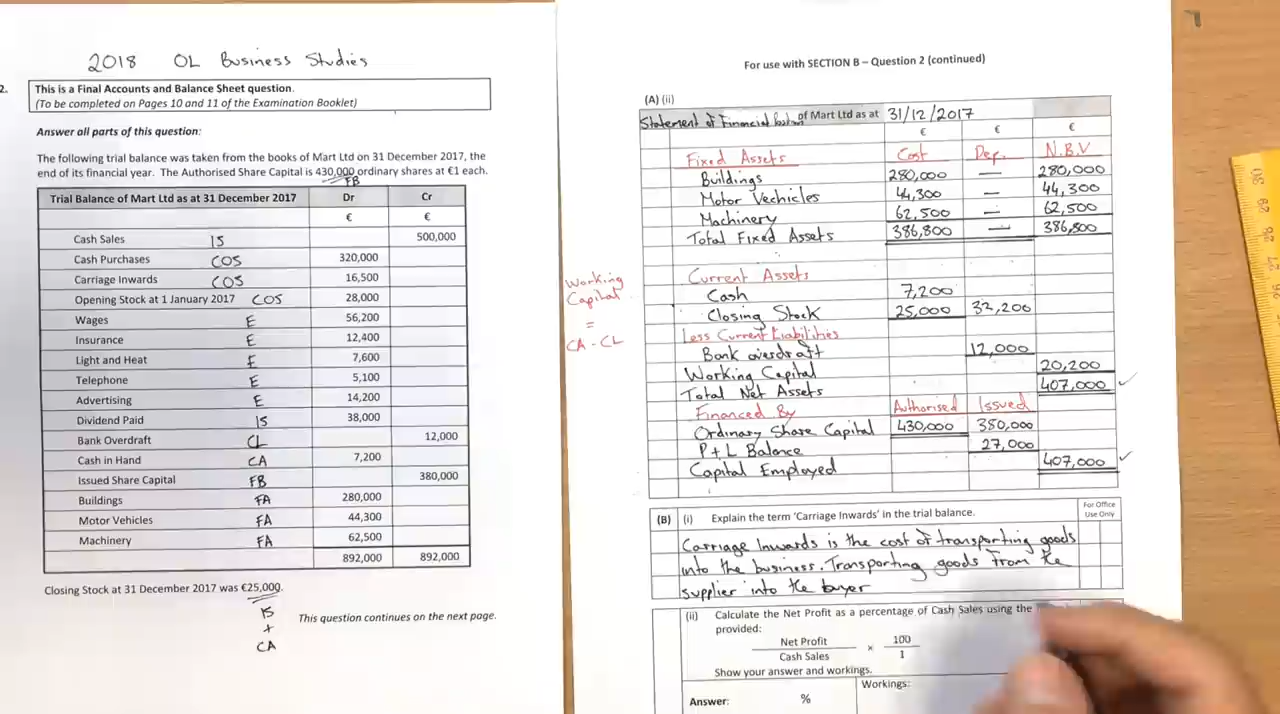 2018 OL Business Studies
2.
This is a Final Accounts and Balance Sheet question.
(To be completed on Pages 10 and 11 of the Examination Booklet)
Answer all parts of this question:
The following trial balance was taken from the books of Mart Ltd on 31 December 2017, the
end of its financial year. The Authorised Share Capital is 430,000 ordinary shares at €1 each.
FB
Trial Balance of Mart Ltd as at 31 December 2017 Dr Cr
€ €
Cash Sales IS 500,000
Cash Purchases COS 320,000
Carriage Inwards COS 16,500
Opening Stock at 1 January 2017 COS 28,000
Wages E 56,200
Insurance E 12,400
Light and Heat E 7,600
Telephone E 5,100
Advertising E 14,200
Dividend Paid IS 38,000
Bank Overdraft CL 12,000
Cash in Hand CA 7,200
Issued Share Capital FB 380,000
Buildings FA 280,000
Motor Vehicles FA 44,300
Machinery FA 62,500
892,000 892,000
Closing Stock at 31 December 2017 was €25,000.
IS
+
CA
This question continues on the next page.
For use with SECTION B – Question 2 (continued)
(A) (ii)
Statement of Financial of Mart Ltd as at 31/12/2017
€ € €
Fixed Assets Cost Dep. N.B.V
Buildings 280,000 — 280,000
Motor Vechicles 44,300 — 44,300
Machinery 62,500 — 62,500
Total Fixed Assets 386,800 — 386,800
Current Assets
Cash 7,200
Closing Stock 25,000 32,200
Less Current Liabilities
Bank overdraft 12,000
Working Capital 20,200
Total Net Assets 407,000 ✓
Financed By Authorised Issued
Ordinary Share Capital 430,000 380,000
P+L Balance 27,000
Capital Employed 407,000 ✓
Working
Capital
=
CA - CL
(B) (i) Explain the term 'Carriage Inwards' in the trial balance.
For Office
Use Only
Carriage Inwards is the cost of transporting goods
into the business. Transporting goods from the
supplier into the buyer
(ii) Calculate the Net Profit as a percentage of Cash Sales using the
provided:
Net Profit × 100
Cash Sales 1
Show your answer and workings.
Answer: % Workings: